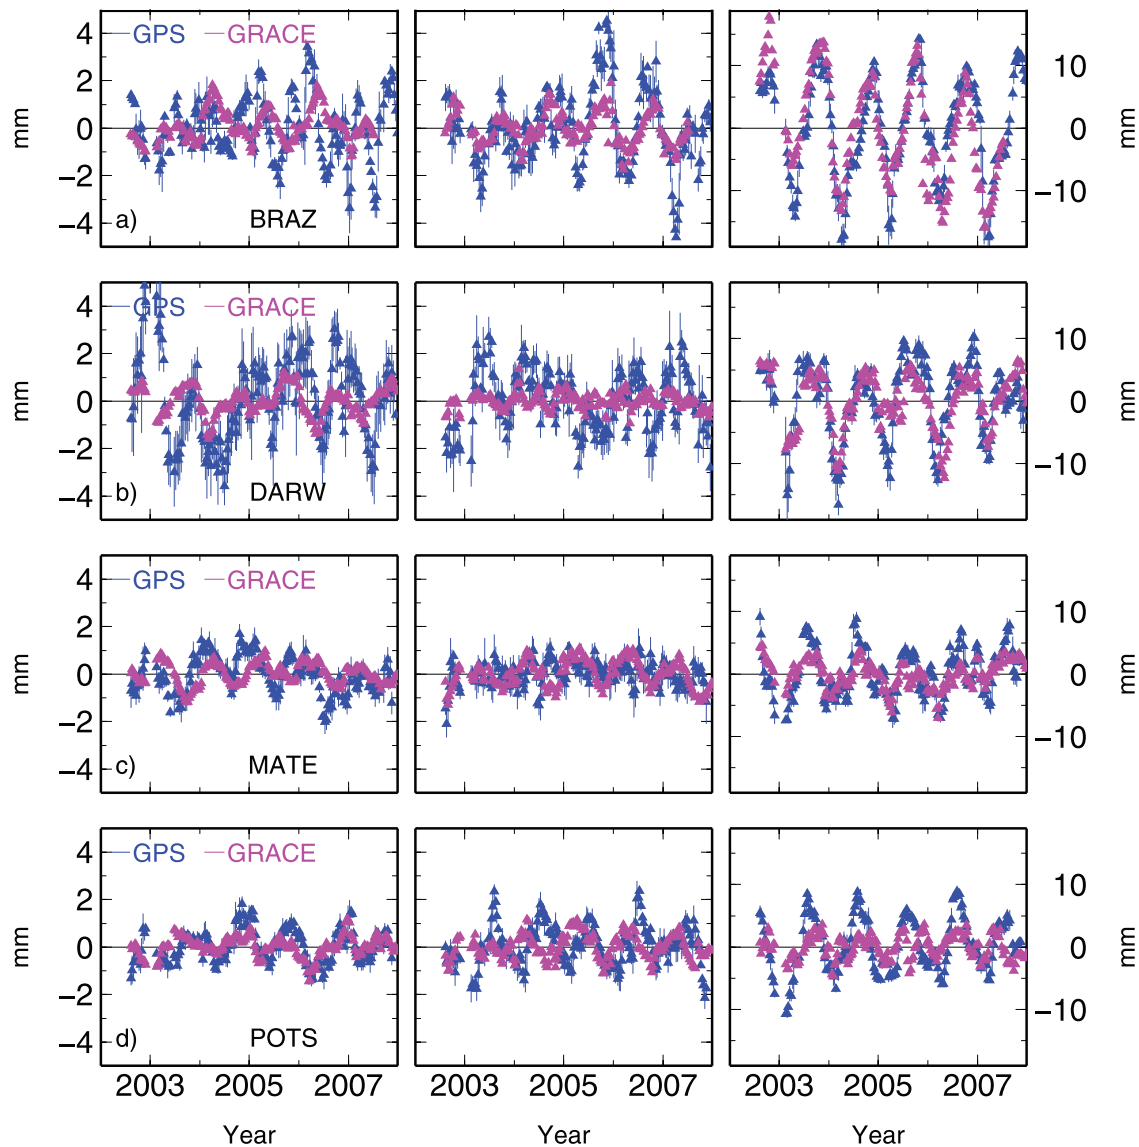 GPS GRACE
4
2
0
−2
−4
mm
a) BRAZ
10
0
−10
mm
GPS GRACE
4
2
0
−2
−4
mm
b) DARW
10
0
−10
mm
GPS GRACE
4
2
0
−2
−4
mm
c) MATE
10
0
−10
mm
GPS GRACE
4
2
0
−2
−4
mm
d) POTS
10
0
−10
mm
2003 2005 2007 2003 2005 2007 2003 2005 2007
Year Year Year